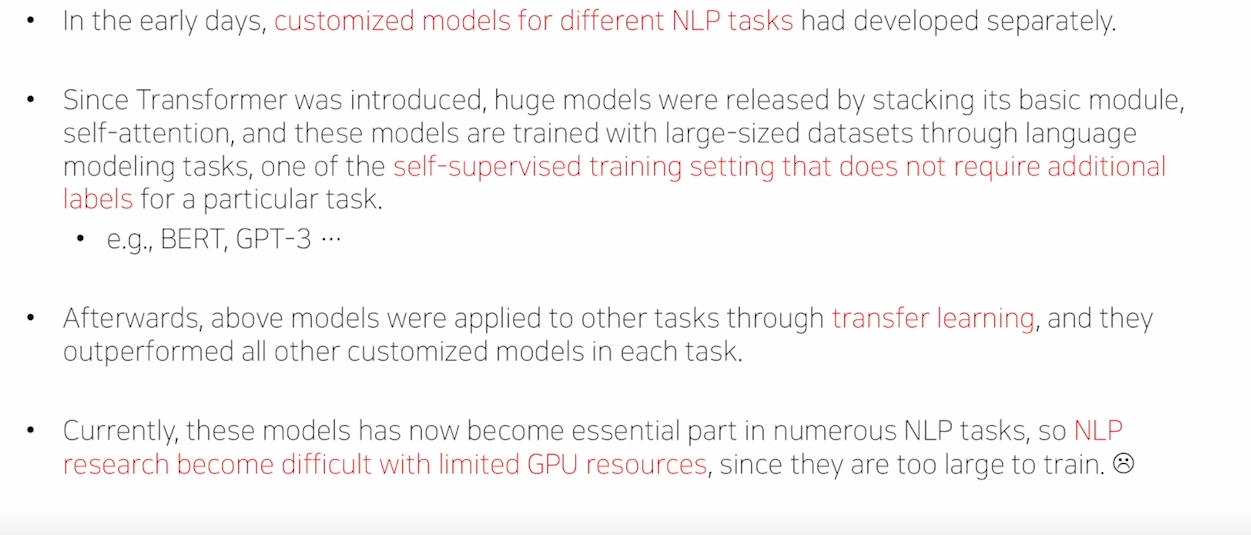 • In the early days, customized models for different NLP tasks had developed separately.
• Since Transformer was introduced, huge models were released by stacking its basic module,
self-attention, and these models are trained with large-sized datasets through language
modeling tasks, one of the self-supervised training setting that does not require additional
labels for a particular task.
• e.g., BERT, GPT-3 ⋯
• Afterwards, above models were applied to other tasks through transfer learning, and they
outperformed all other customized models in each task.
• Currently, these models has now become essential part in numerous NLP tasks, so NLP
research become difficult with limited GPU resources, since they are too large to train. ☹